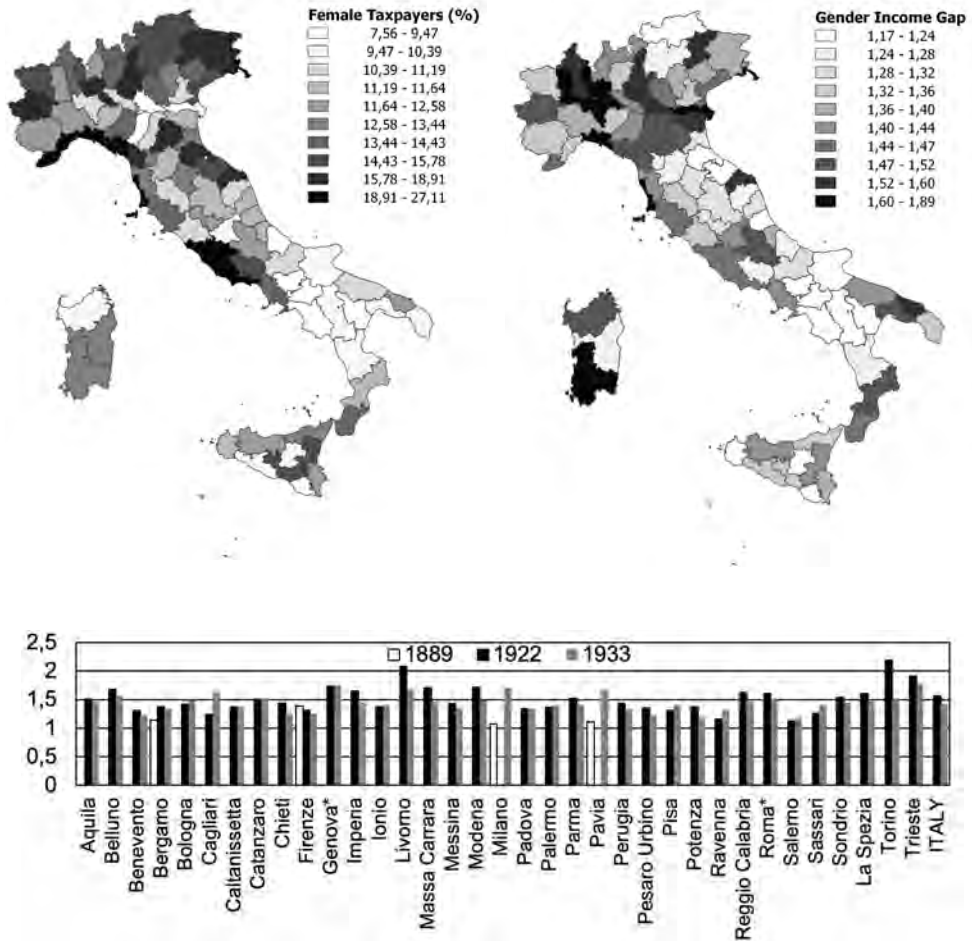 Female Taxpayers (%)
7,56 - 9,47
9,47 - 10,39
10,39 - 11,19
11,19 - 11,64
11,64 - 12,58
12,58 - 13,44
13,44 - 14,43
14,43 - 15,78
15,78 - 18,91
18,91 - 27,11
Gender Income Gap
1,17 - 1,24
1,24 - 1,28
1,28 - 1,32
1,32 - 1,36
1,36 - 1,40
1,40 - 1,44
1,44 - 1,47
1,47 - 1,52
1,52 - 1,60
1,60 - 1,89
1889 1922 1933
2,5
2
1,5
1
0,5
0
Aquila
Belluno
Benevento
Bergamo
Bologna
Cagliari
Caltanissetta
Catanzaro
Chieti
Firenze
Genova*
Imperia
Ionio
Livorno
Massa Carrara
Messina
Modena
Milano
Padova
Palermo
Parma
Pavia
Perugia
Pesaro Urbino
Pisa
Potenza
Ravenna
Reggio Calabria
Roma*
Salerno
Sassari
Sondrio
La Spezia
Torino
Trieste
ITALY